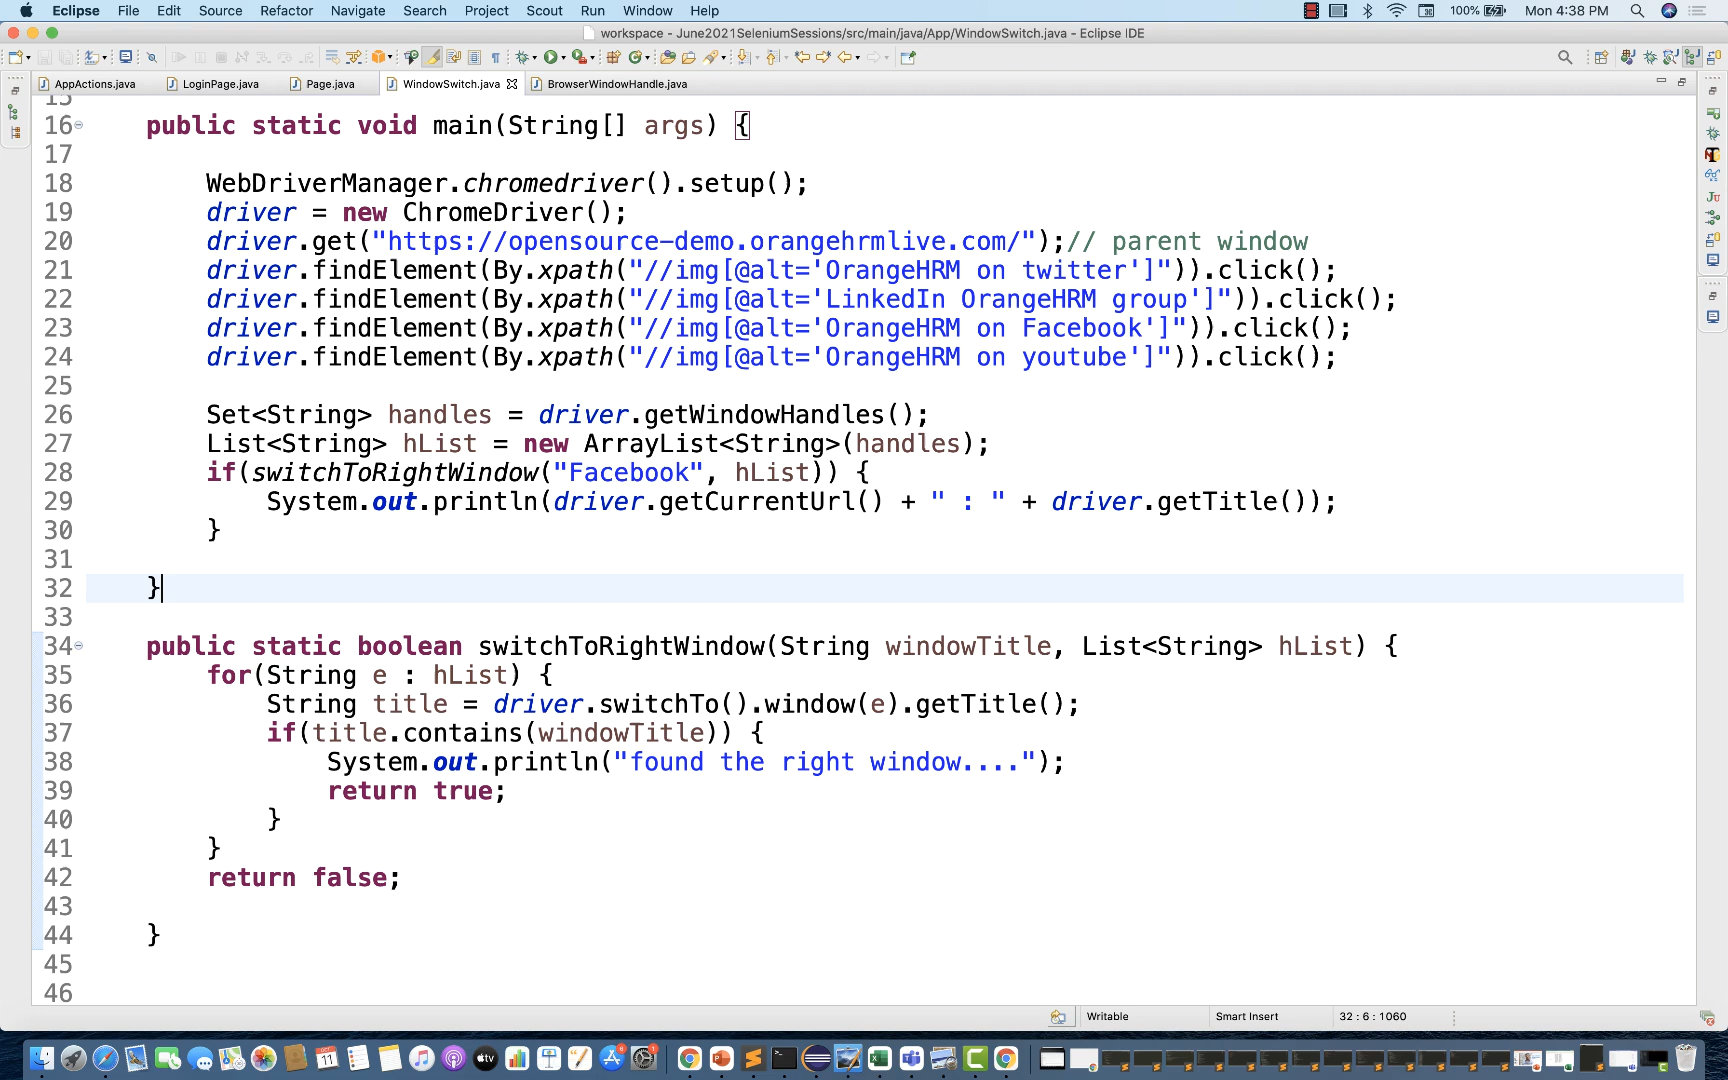 Eclipse File Edit Source Refactor Navigate Search Project Scout Run Window Help 100% Mon 4:38 PM
workspace - June2021SeleniumSessions/src/main/java/App/WindowSwitch.java - Eclipse IDE
AppActions.java LoginPage.java Page.java WindowSwitch.java BrowserWindowHandle.java
15
16 public static void main(String[] args) {
17
18 WebDriverManager.chromedriver().setup();
19 driver = new ChromeDriver();
20 driver.get("https://opensource-demo.orangehrmlive.com/");// parent window
21 driver.findElement(By.xpath("//img[@alt='OrangeHRM on twitter']")).click();
22 driver.findElement(By.xpath("//img[@alt='LinkedIn OrangeHRM group']")).click();
23 driver.findElement(By.xpath("//img[@alt='OrangeHRM on Facebook']")).click();
24 driver.findElement(By.xpath("//img[@alt='OrangeHRM on youtube']")).click();
25
26 Set<String> handles = driver.getWindowHandles();
27 List<String> hList = new ArrayList<String>(handles);
28 if(switchToRightWindow("Facebook", hList)) {
29 System.out.println(driver.getCurrentUrl() + " : " + driver.getTitle());
30 }
31
32 }
33
34 public static boolean switchToRightWindow(String windowTitle, List<String> hList) {
35 for(String e : hList) {
36 String title = driver.switchTo().window(e).getTitle();
37 if(title.contains(windowTitle)) {
38 System.out.println("found the right window....");
39 return true;
40 }
41 }
42 return false;
43
44 }
45
46
Writable Smart Insert 32 : 6 : 1060